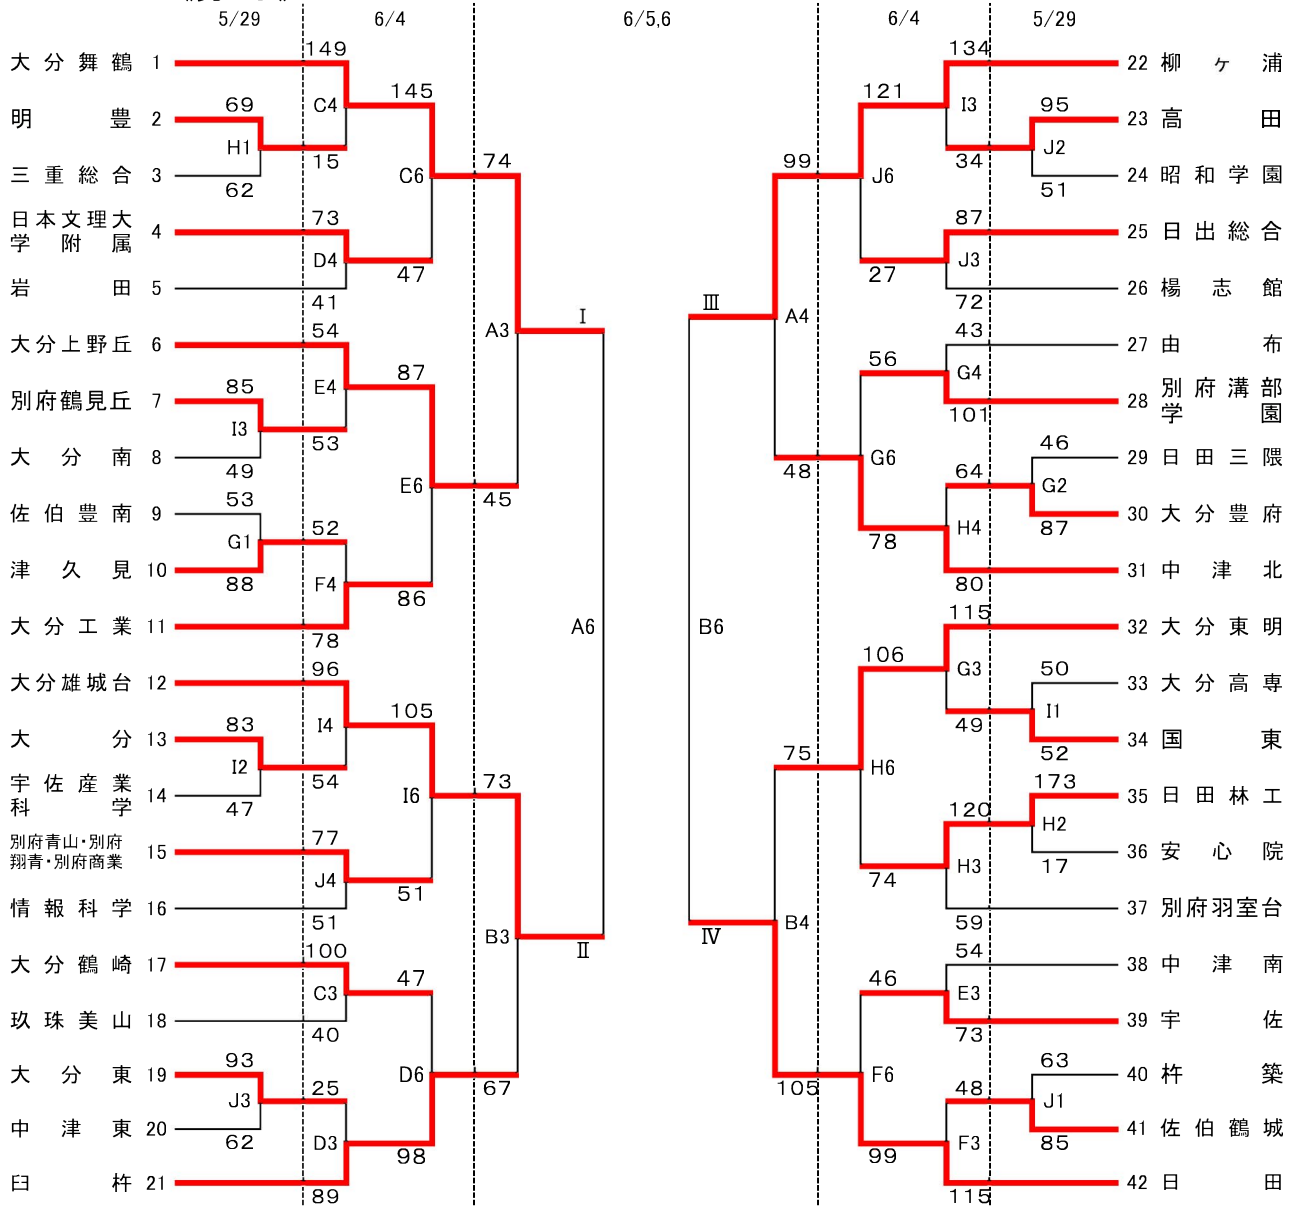 5/29 6/4 6/5,6 6/4 5/29
大分舞鶴 1
149
C4
145
明豊 2
69
H1
15
三重総合 3
62
C6
74
日本文理大
学附属 4
73
D4
47
岩田 5
41
A3
I
大分上野丘 6
54
E4
87
別府鶴見丘 7
85
I3
53
大分南 8
49
E6
45
佐伯豊南 9
53
G1
52
津久見 10
88
F4
86
大分工業 11
78
A6
大分雄城台 12
96
I4
105
大分 13
83
I2
54
宇佐産業
科学 14
47
I6
73
別府青山・別府
翔青・別府商業 15
77
J4
51
情報科学 16
51
B3
II
大分鶴崎 17
100
C3
47
玖珠美山 18
40
D6
67
大分東 19
93
J3
25
中津東 20
62
D3
98
臼杵 21
89
134
22 柳ヶ浦
121
I3
95
23 高田
J2
34
99
J6
24 昭和学園
51
87
25 日出総合
27
J3
26 楊志館
72
III
A4
43
27 由布
56
G4
28 別府溝部
学園
101
46
29 日田三隈
48
G6
64
G2
30 大分豊府
87
H4
78
31 中津北
80
B6
115
32 大分東明
106
G3
50
33 大分高専
I1
49
34 国東
52
75
H6
173
35 日田林工
120
H2
36 安心院
17
74
H3
37 別府羽室台
59
IV
B4
54
38 中津南
46
E3
39 宇佐
73
63
40 杵築
105
F6
48
J1
41 佐伯鶴城
85
99
F3
42 日田
115